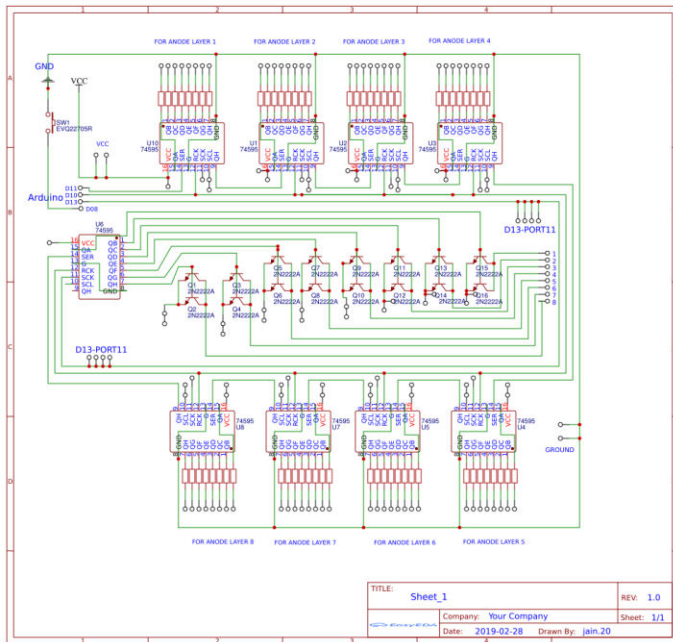 1 2 3 4
FOR ANODE LAYER 1 FOR ANODE LAYER 2 FOR ANODE LAYER 3 FOR ANODE LAYER 4
A
GND
VCC
SW1
EVQ22705R
VCC
U10
74595
U1
74595
U2
74595
U3
74595
Arduino
D11
D10
D13
D08
B
D13-PORT11
U6
74595
VCC
QA
SER
G
RCK
SCK
SCL
QH
QB
QC
QD
QE
QF
QG
QH
GND
1
2
3
4
5
6
7
8
Q5
2N2222A
Q7
2N2222A
Q9
2N2222A
Q11
2N2222A
Q13
2N2222A
Q15
2N2222A
Q1
2N2222A
Q3
2N2222A
Q6
2N2222A
Q8
2N2222A
Q10
2N2222A
Q12
2N2222A
Q14
2N2222A
Q16
2N2222A
Q2
2N2222A
Q4
2N2222A
C
D13-PORT11
74595
U8
74595
U7
74595
U5
74595
U4
GROUND
D
FOR ANODE LAYER 8 FOR ANODE LAYER 7 FOR ANODE LAYER 6 FOR ANODE LAYER 5
TITLE:
Sheet_1
REV: 1.0
EasyEDA
Company: Your Company
Sheet: 1/1
Date: 2019-02-28 Drawn By: jain.20
1 2